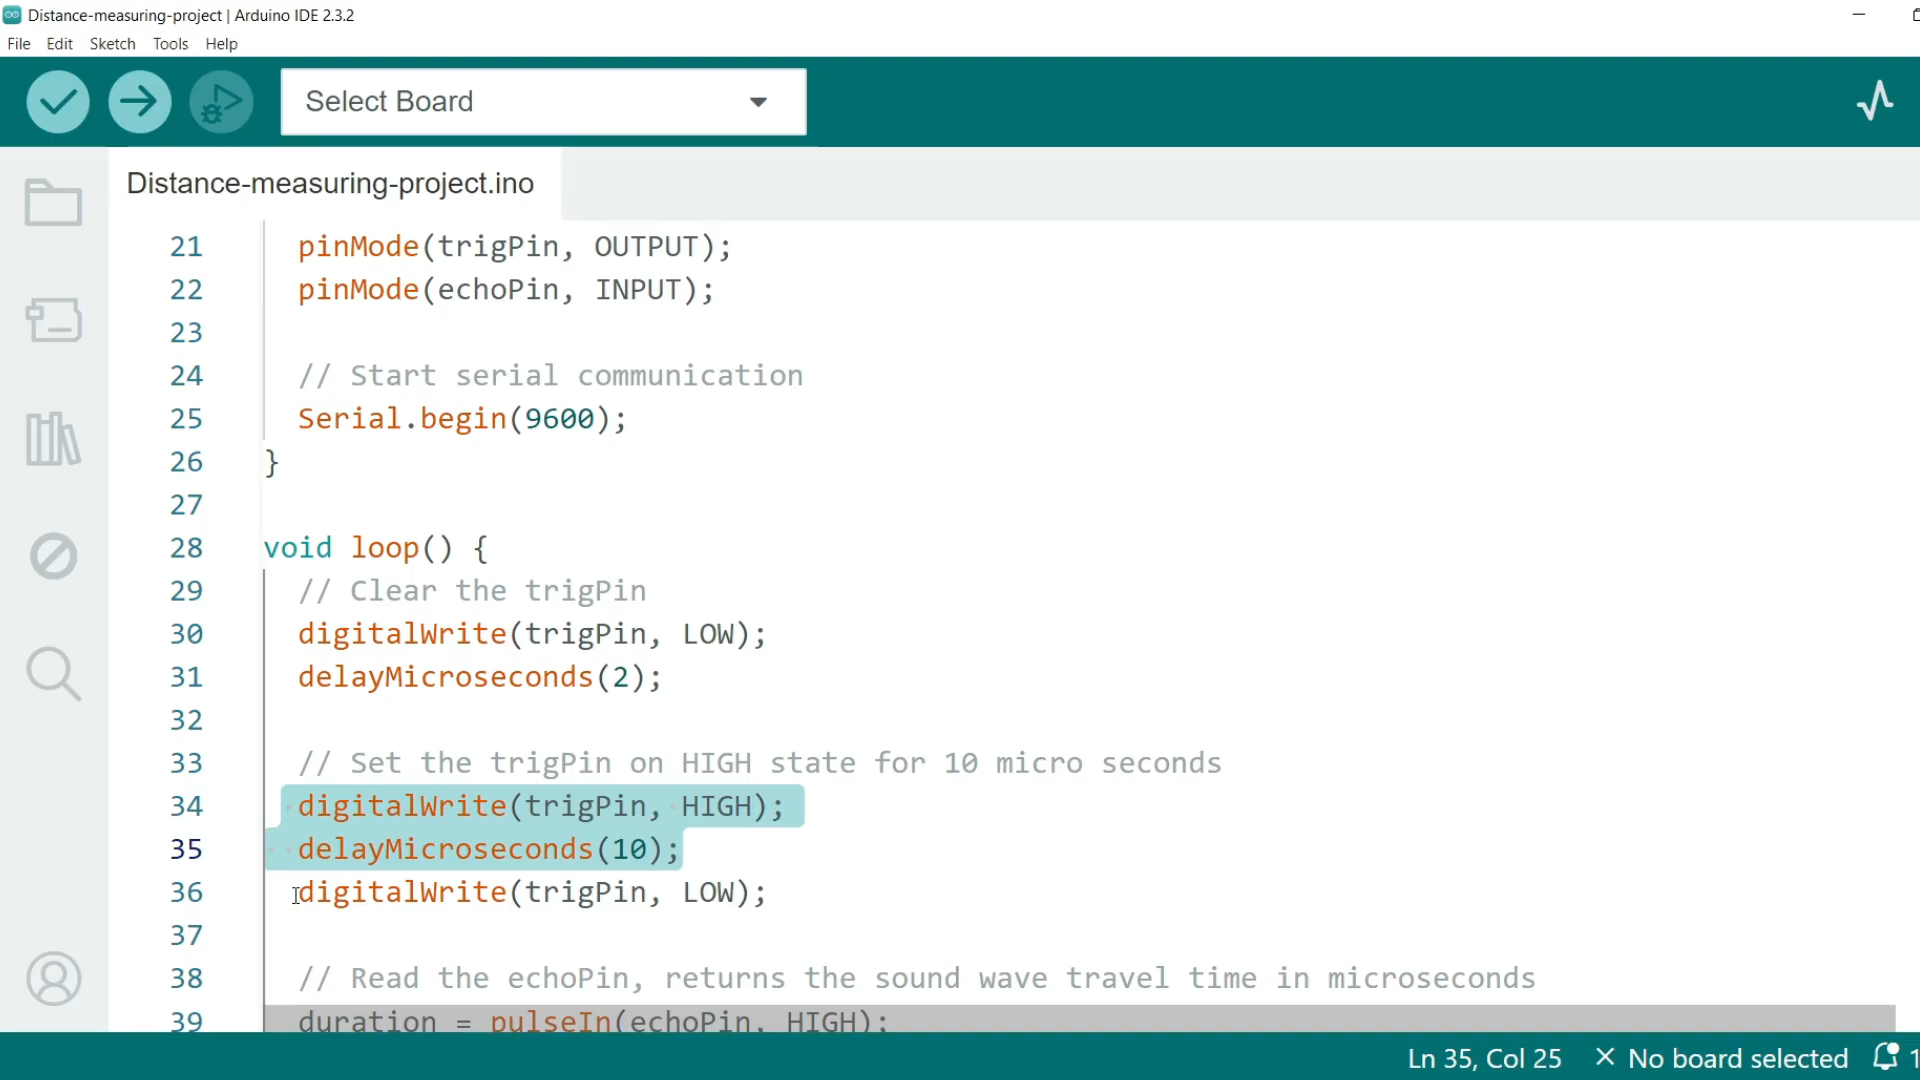 Distance-measuring-project | Arduino IDE 2.3.2
File Edit Sketch Tools Help
Select Board
Distance-measuring-project.ino
21 pinMode(trigPin, OUTPUT);
22 pinMode(echoPin, INPUT);
23
24 // Start serial communication
25 Serial.begin(9600);
26 }
27
28 void loop() {
29 // Clear the trigPin
30 digitalWrite(trigPin, LOW);
31 delayMicroseconds(2);
32
33 // Set the trigPin on HIGH state for 10 micro seconds
34 digitalWrite(trigPin, HIGH);
35 delayMicroseconds(10);
36 digitalWrite(trigPin, LOW);
37
38 // Read the echoPin, returns the sound wave travel time in microseconds
39 duration = pulseIn(echoPin, HIGH);
Ln 35, Col 25 × No board selected 1